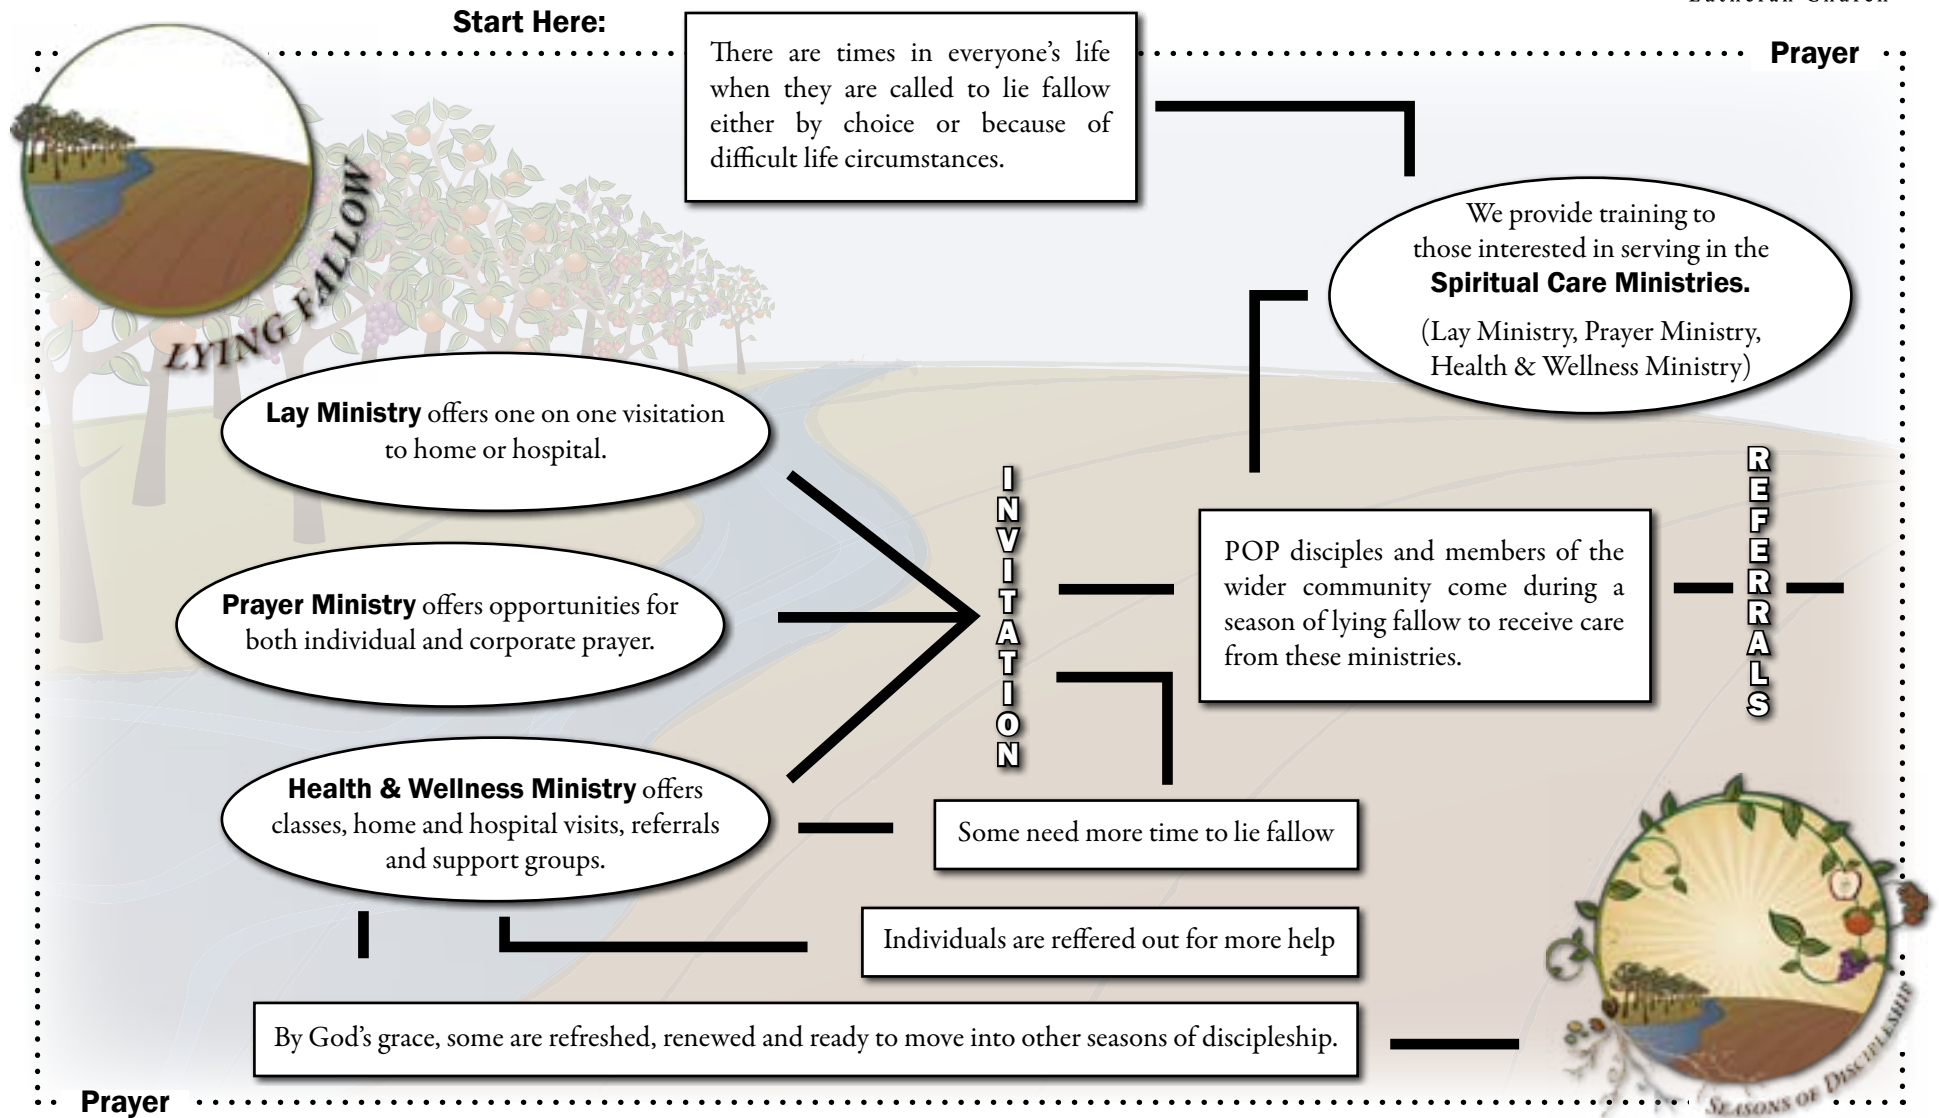 Lutheran Church
Start Here:
Prayer
There are times in everyone’s life
when they are called to lie fallow
either by choice or because of
difficult life circumstances.
LYING FALLOW
We provide training to
those interested in serving in the
Spiritual Care Ministries.
(Lay Ministry, Prayer Ministry,
Health & Wellness Ministry)
Lay Ministry offers one on one visitation
to home or hospital.
INVITATION
REFERRALS
POP disciples and members of the
wider community come during a
season of lying fallow to receive care
from these ministries.
Prayer Ministry offers opportunities for
both individual and corporate prayer.
Health & Wellness Ministry offers
classes, home and hospital visits, referrals
and support groups.
Some need more time to lie fallow
Individuals are reffered out for more help
By God’s grace, some are refreshed, renewed and ready to move into other seasons of discipleship.
SEASONS OF DISCIPLESHIP
Prayer